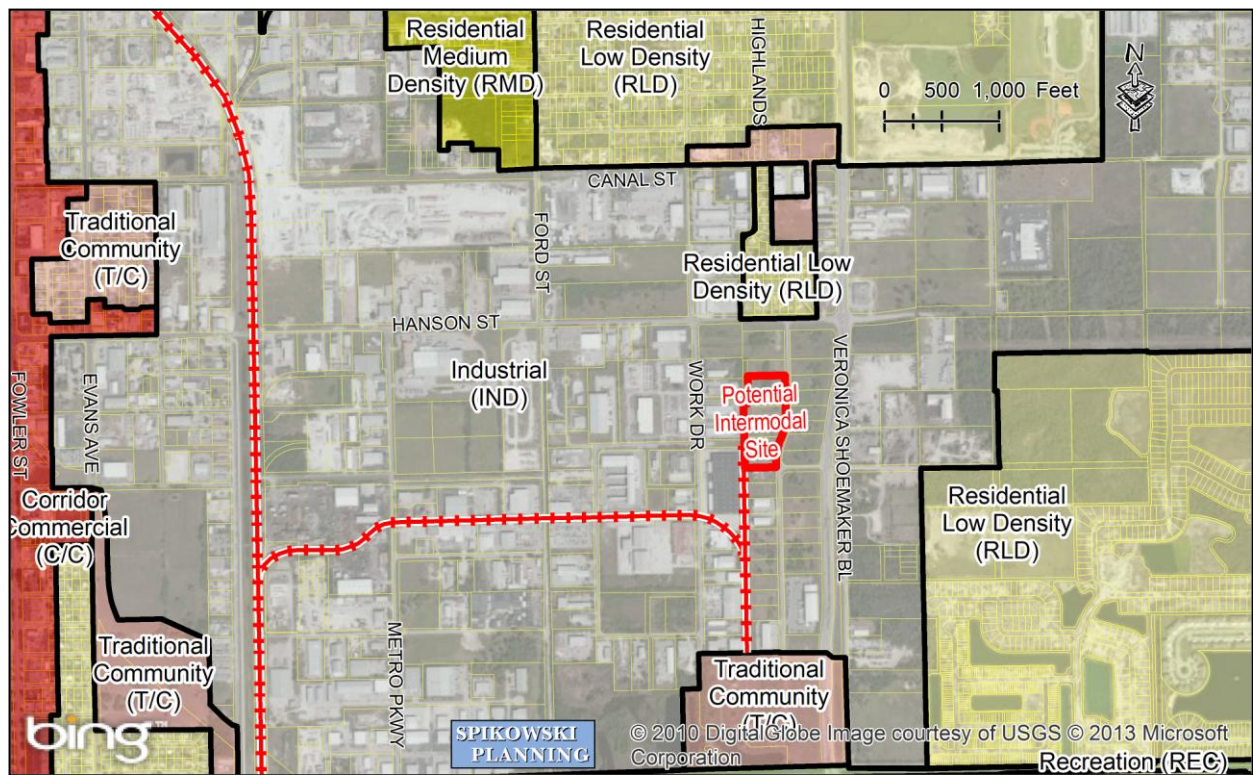 Residential
Medium
Density (RMD)
Residential
Low Density
(RLD)
HIGHLANDS
0 500 1,000 Feet
N
CANAL ST
Traditional
Community
(T/C)
FORD ST
Residential Low
Density (RLD)
HANSON ST
Industrial
(IND)
WORK DR
Potential
Intermodal
Site
VERONICA SHOEMAKER BL
FOWLER ST
EVANS AVE
Corridor
Commercial
(C/C)
Residential
Low Density
(RLD)
METRO PKWY
Traditional
Community
(T/C)
Traditional
Community
(T/C)
bing
TM
SPIKOWSKI
PLANNING
© 2010 DigitalGlobe Image courtesy of USGS © 2013 Microsoft
Corporation
Recreation (REC)